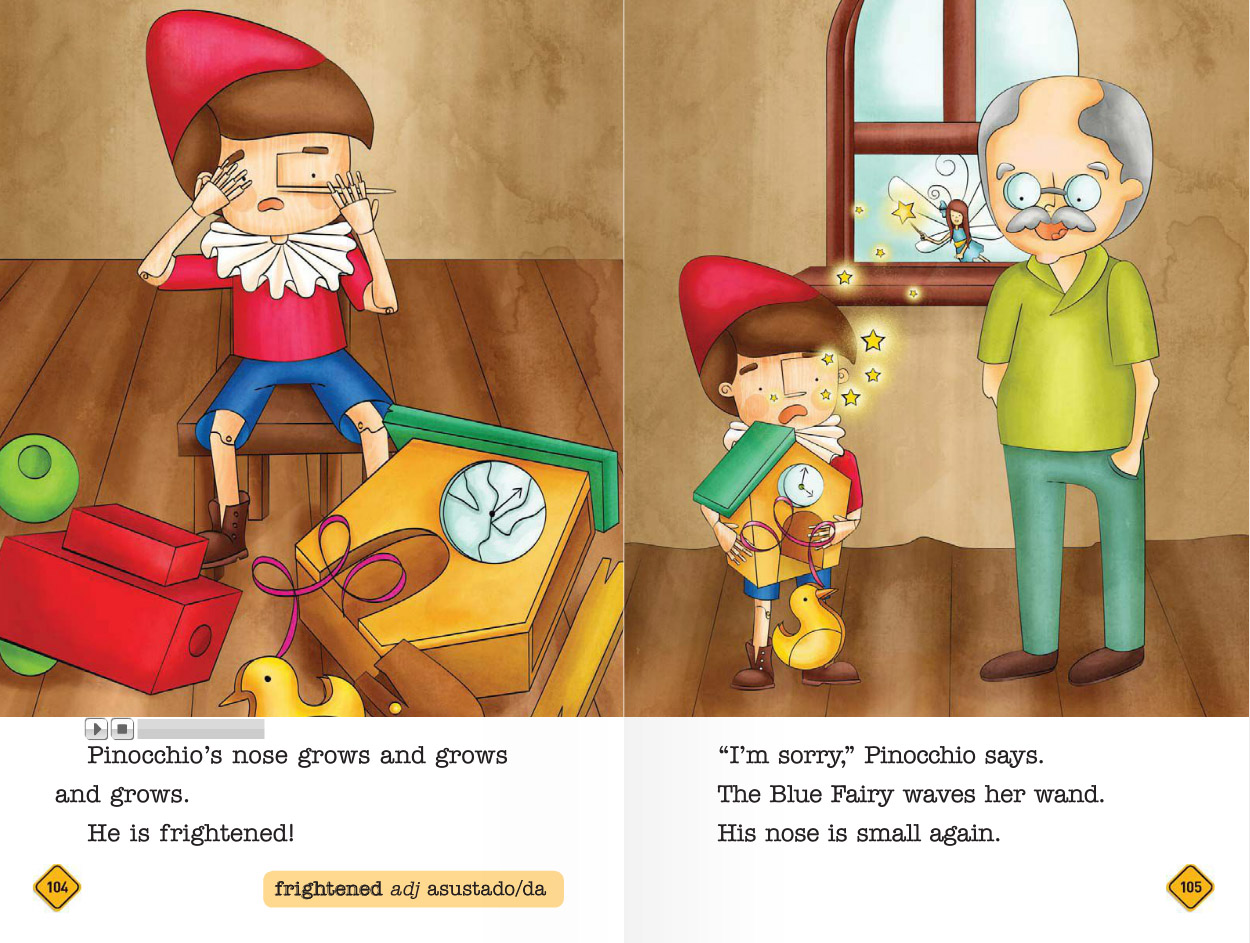 Pinocchio's nose grows and grows
and grows.
He is frightened!
104
frightened adj asustado/da
“I'm sorry,” Pinocchio says.
The Blue Fairy waves her wand.
His nose is small again.
105